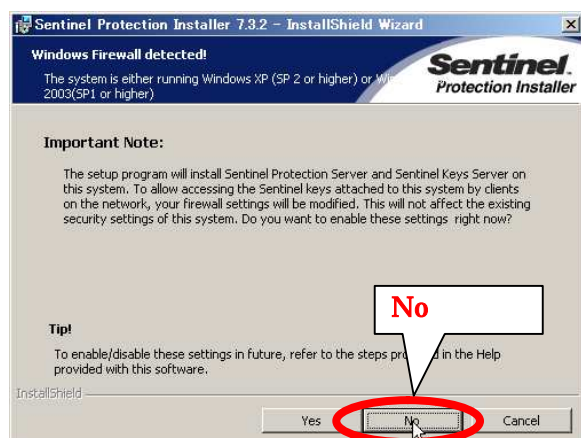 Sentinel Protection Installer 7.3.2 - InstallShield Wizard
Windows Firewall detected!
The system is either running Windows XP (SP 2 or higher) or
2003(SP1 or higher)
Sentinel.
Protection Installer
Important Note:
The setup program will install Sentinel Protection Server and Sentinel Keys Server on
this system. To allow accessing the Sentinel keys attached to this system by clients
on the network, your firewall settings will be modified. This will not affect the existing
security settings of this system. Do you want to enable these settings right now?
No
Tip!
To enable/disable these settings in future, refer to the steps in the Help
provided with this software.
InstallShield
Yes
No
Cancel